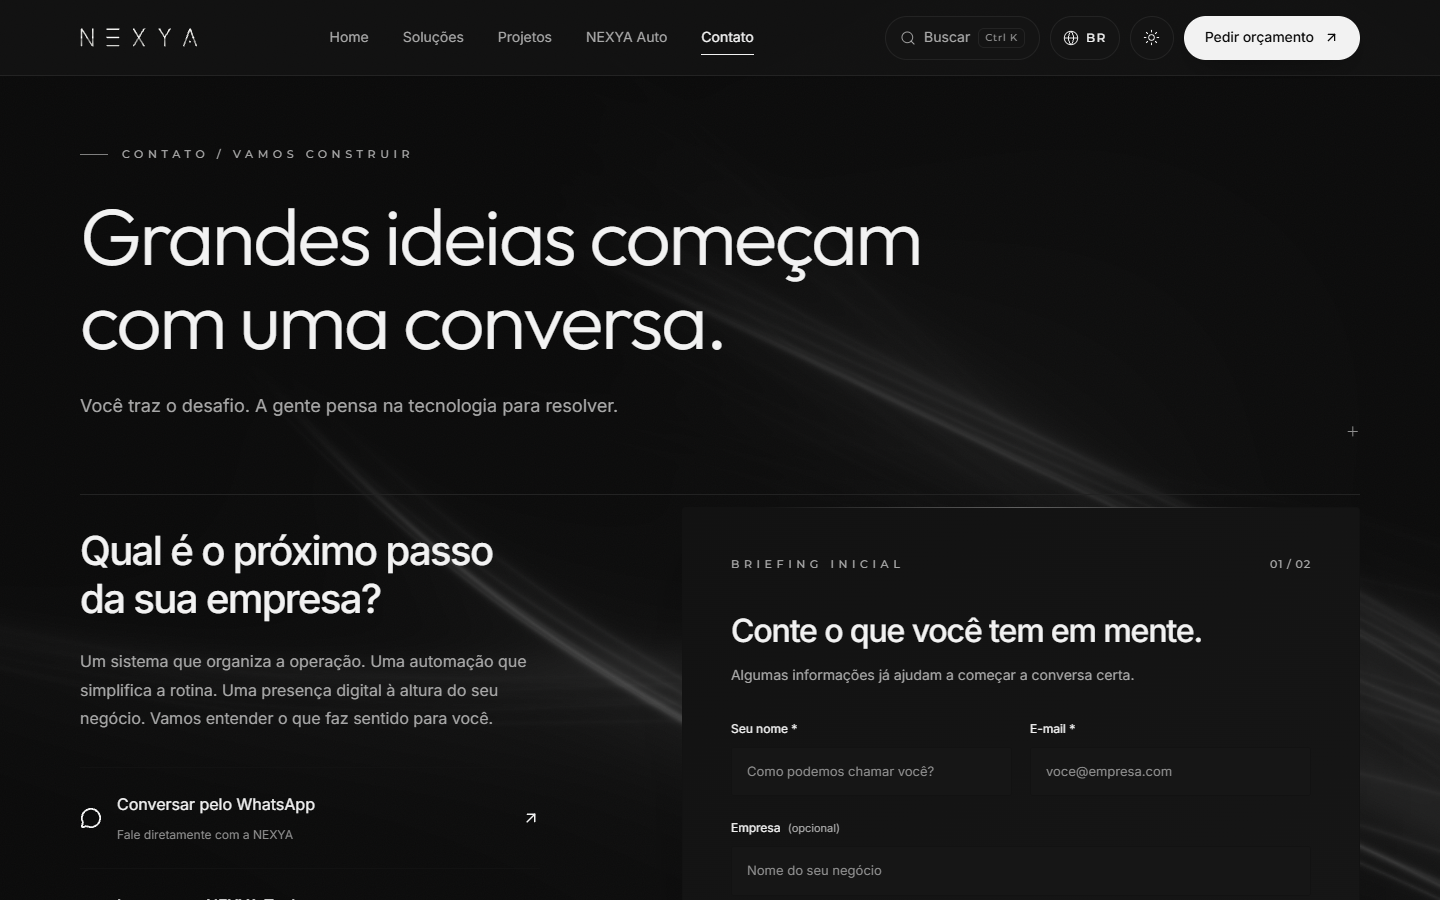 NEXYA
Home
Soluções
Projetos
NEXYA Auto
Contato
Buscar
Ctrl K
BR
Pedir orçamento
CONTATO / VAMOS CONSTRUIR
Grandes ideias começam
com uma conversa.
Você traz o desafio. A gente pensa na tecnologia para resolver.
Qual é o próximo passo
da sua empresa?
Um sistema que organiza a operação. Uma automação que
simplifica a rotina. Uma presença digital à altura do seu
negócio. Vamos entender o que faz sentido para você.
Conversar pelo WhatsApp
Fale diretamente com a NEXYA
BRIEFING INICIAL
01 / 02
Conte o que você tem em mente.
Algumas informações já ajudam a começar a conversa certa.
Seu nome *
E-mail *
Como podemos chamar você?
voce@empresa.com
Empresa (opcional)
Nome do seu negócio